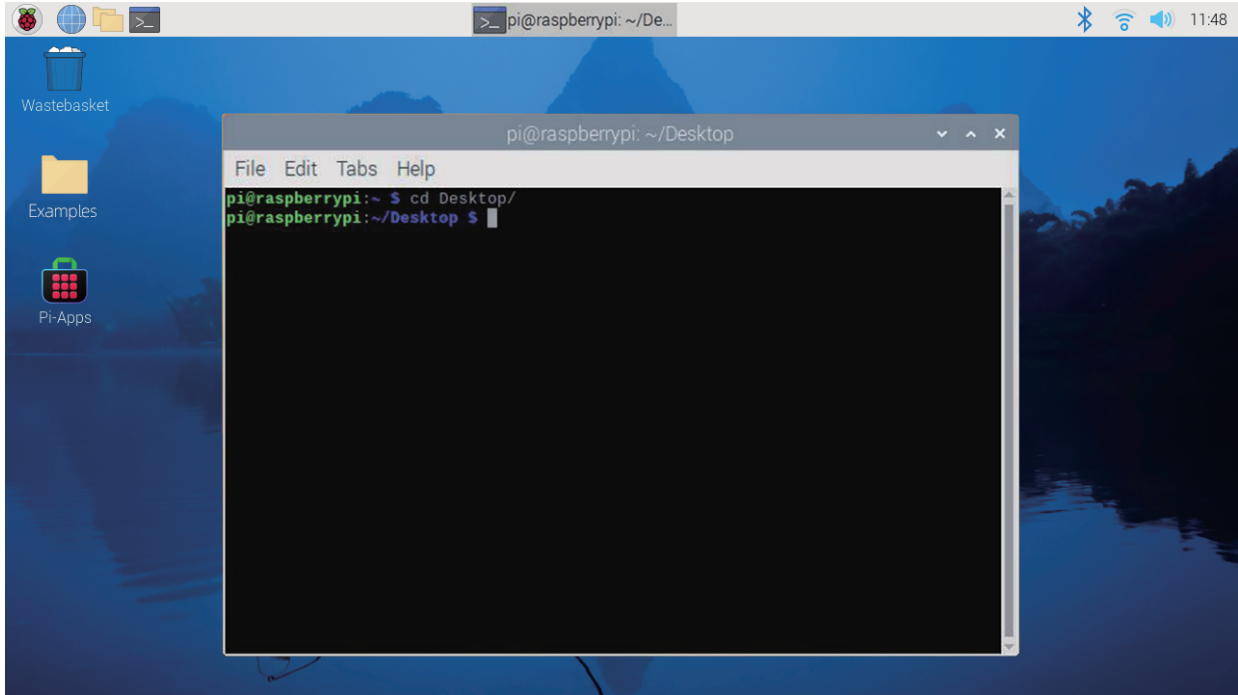 pi@raspberrypi: ~/De...
11:48
Wastebasket
Examples
Pi-Apps
pi@raspberrypi: ~/Desktop
File Edit Tabs Help
pi@raspberrypi:~ $ cd Desktop/
pi@raspberrypi:~/Desktop $